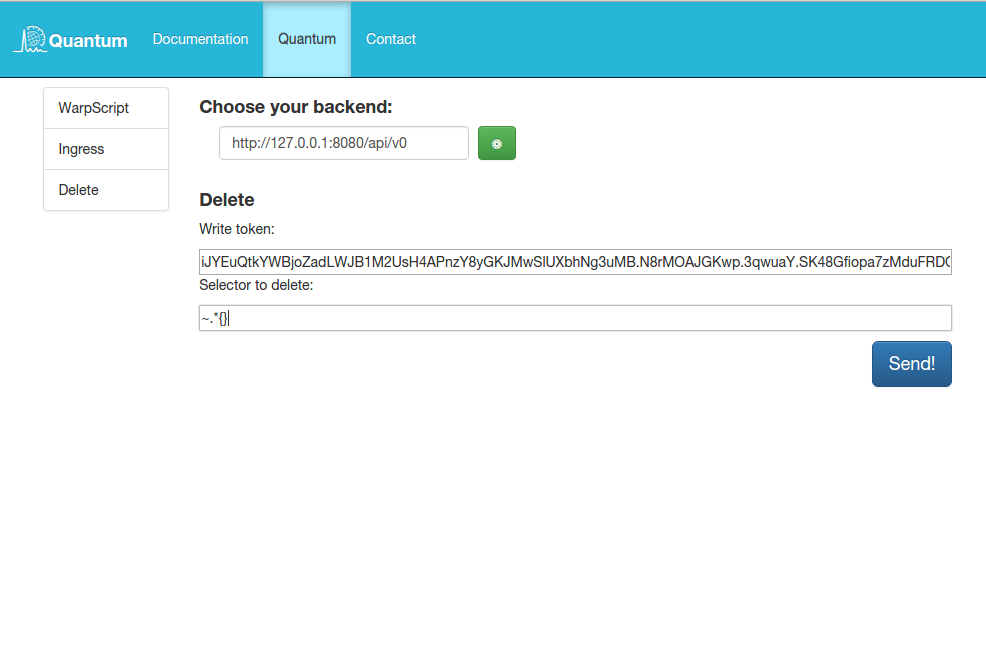 Quantum Documentation Quantum Contact
WarpScript
Ingress
Delete
Choose your backend:
http://127.0.0.1:8080/api/v0
Delete
Write token:
iJYEuQtkYWBjoZadLWJB1M2UsH4APnzY8yGKJMwSlUXbhNg3uMB.N8rMOAJGKwp.3qwuaY.SK48Gfiopa7zMduFRD
Selector to delete:
~.*{}
Send!